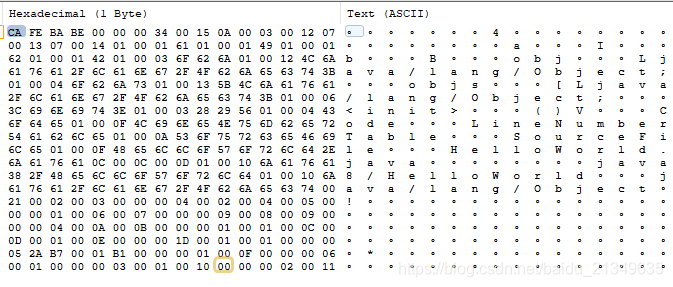 Hexadecimal (1 Byte) Text (ASCII)
CA FE BA BE 00 00 00 34 00 15 0A 00 03 00 12 07 ∘ ∘ ∘ ∘ ∘ ∘ ∘ 4 ∘ ∘ ∘ ∘ ∘ ∘ ∘ ∘
00 13 07 00 14 01 00 01 61 01 00 01 49 01 00 01 ∘ ∘ ∘ ∘ ∘ ∘ ∘ ∘ a ∘ ∘ ∘ I ∘ ∘ ∘
62 01 00 01 42 01 00 03 6F 62 6A 01 00 12 4C 6A b ∘ ∘ ∘ B ∘ ∘ ∘ o b j ∘ ∘ ∘ L j
61 76 61 2F 6C 61 6E 67 2F 4F 62 6A 65 63 74 3B a v a / l a n g / O b j e c t ;
01 00 04 6F 62 6A 73 01 00 13 5B 4C 6A 61 76 61 ∘ ∘ ∘ o b j s ∘ ∘ ∘ [ L j a v a
2F 6C 61 6E 67 2F 4F 62 6A 65 63 74 3B 01 00 06 / l a n g / O b j e c t ; ∘ ∘ ∘
3C 69 6E 69 74 3E 01 00 03 28 29 56 01 00 04 43 < i n i t > ∘ ∘ ∘ ( ) V ∘ ∘ ∘ C
6F 64 65 01 00 0F 4C 69 6E 65 4E 75 6D 62 65 72 o d e ∘ ∘ ∘ L i n e N u m b e r
54 61 62 6C 65 01 00 0A 53 6F 75 72 63 65 46 69 T a b l e ∘ ∘ ∘ S o u r c e F i
6C 65 01 00 0F 48 65 6C 6C 6F 57 6F 72 6C 64 2E l e ∘ ∘ ∘ H e l l o W o r l d .
6A 61 76 61 0C 00 0C 00 0D 01 00 10 6A 61 76 61 j a v a ∘ ∘ ∘ ∘ ∘ ∘ ∘ ∘ j a v a
38 2F 48 65 6C 6C 6F 57 6F 72 6C 64 01 00 10 6A 8 / H e l l o W o r l d ∘ ∘ ∘ j
61 76 61 2F 6C 61 6E 67 2F 4F 62 6A 65 63 74 00 a v a / l a n g / O b j e c t ∘
21 00 02 00 03 00 00 00 04 00 02 00 04 00 05 00 ! ∘ ∘ ∘ ∘ ∘ ∘ ∘ ∘ ∘ ∘ ∘ ∘ ∘ ∘ ∘
00 00 01 00 06 00 07 00 00 00 09 00 08 00 09 00 ∘ ∘ ∘ ∘ ∘ ∘ ∘ ∘ ∘ ∘ ∘ ∘ ∘ ∘ ∘ ∘
00 00 04 00 0A 00 0B 00 00 00 01 00 01 00 0C 00 ∘ ∘ ∘ ∘ ∘ ∘ ∘ ∘ ∘ ∘ ∘ ∘ ∘ ∘ ∘ ∘
0D 00 01 00 0E 00 00 00 1D 00 01 00 01 00 00 00 ∘ ∘ ∘ ∘ ∘ ∘ ∘ ∘ ∘ ∘ ∘ ∘ ∘ ∘ ∘ ∘
05 2A B7 00 01 B1 00 00 00 01 00 0F 00 00 00 06 ∘ * ∘ ∘ ∘ ∘ ∘ ∘ ∘ ∘ ∘ ∘ ∘ ∘ ∘ ∘
00 01 00 00 00 03 00 01 00 10 00 00 00 02 00 11 ∘ ∘ ∘ ∘ ∘ ∘ ∘ ∘ ∘ ∘ ∘ ∘ ∘ ∘ ∘ ∘